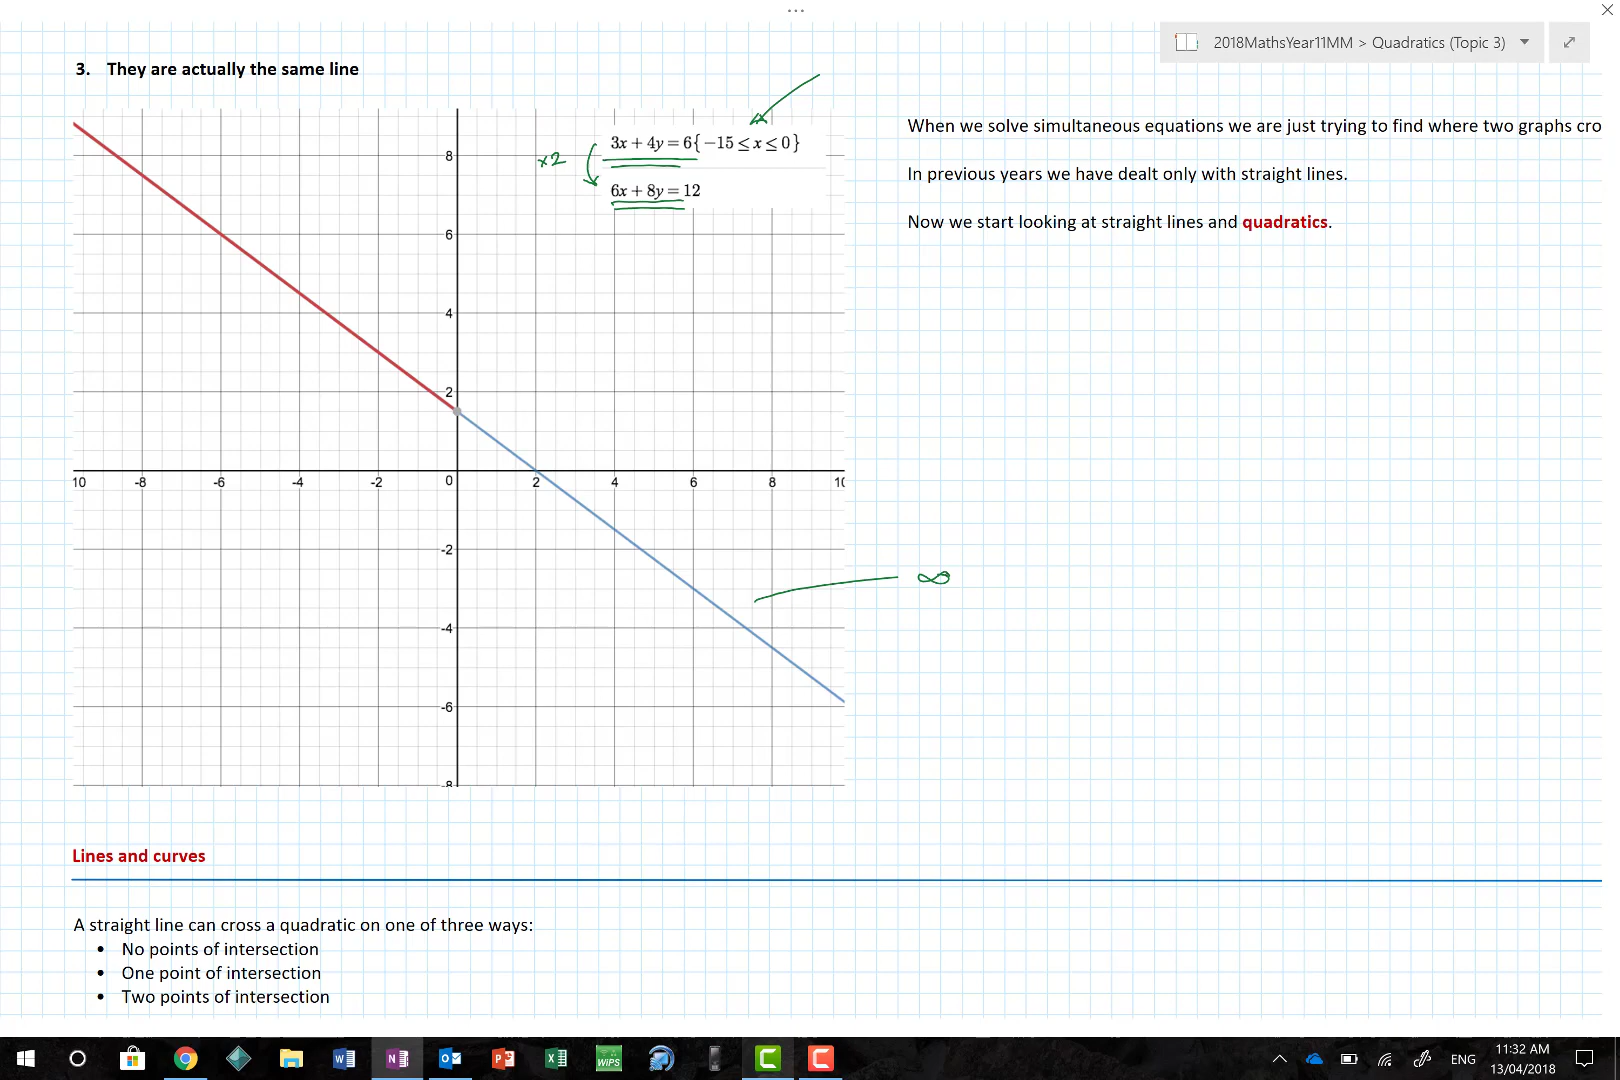 2018MathsYear11MM > Quadratics (Topic 3)
3. They are actually the same line
3x + 4y = 6{−15 ≤ x ≤ 0}
×2
6x + 8y = 12
8
6
4
2
10 -8 -6 -4 -2 0 2 4 6 8 10
-2
-4
-6
-8
∞
When we solve simultaneous equations we are just trying to find where two graphs cro
In previous years we have dealt only with straight lines.
Now we start looking at straight lines and quadratics.
Lines and curves
A straight line can cross a quadratic on one of three ways:
• No points of intersection
• One point of intersection
• Two points of intersection
WiPS
ENG
11:32 AM
13/04/2018